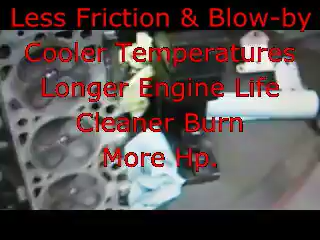 Less Friction & Blow-by
Cooler Temperatures
Longer Engine Life
Cleaner Burn
More Hp.